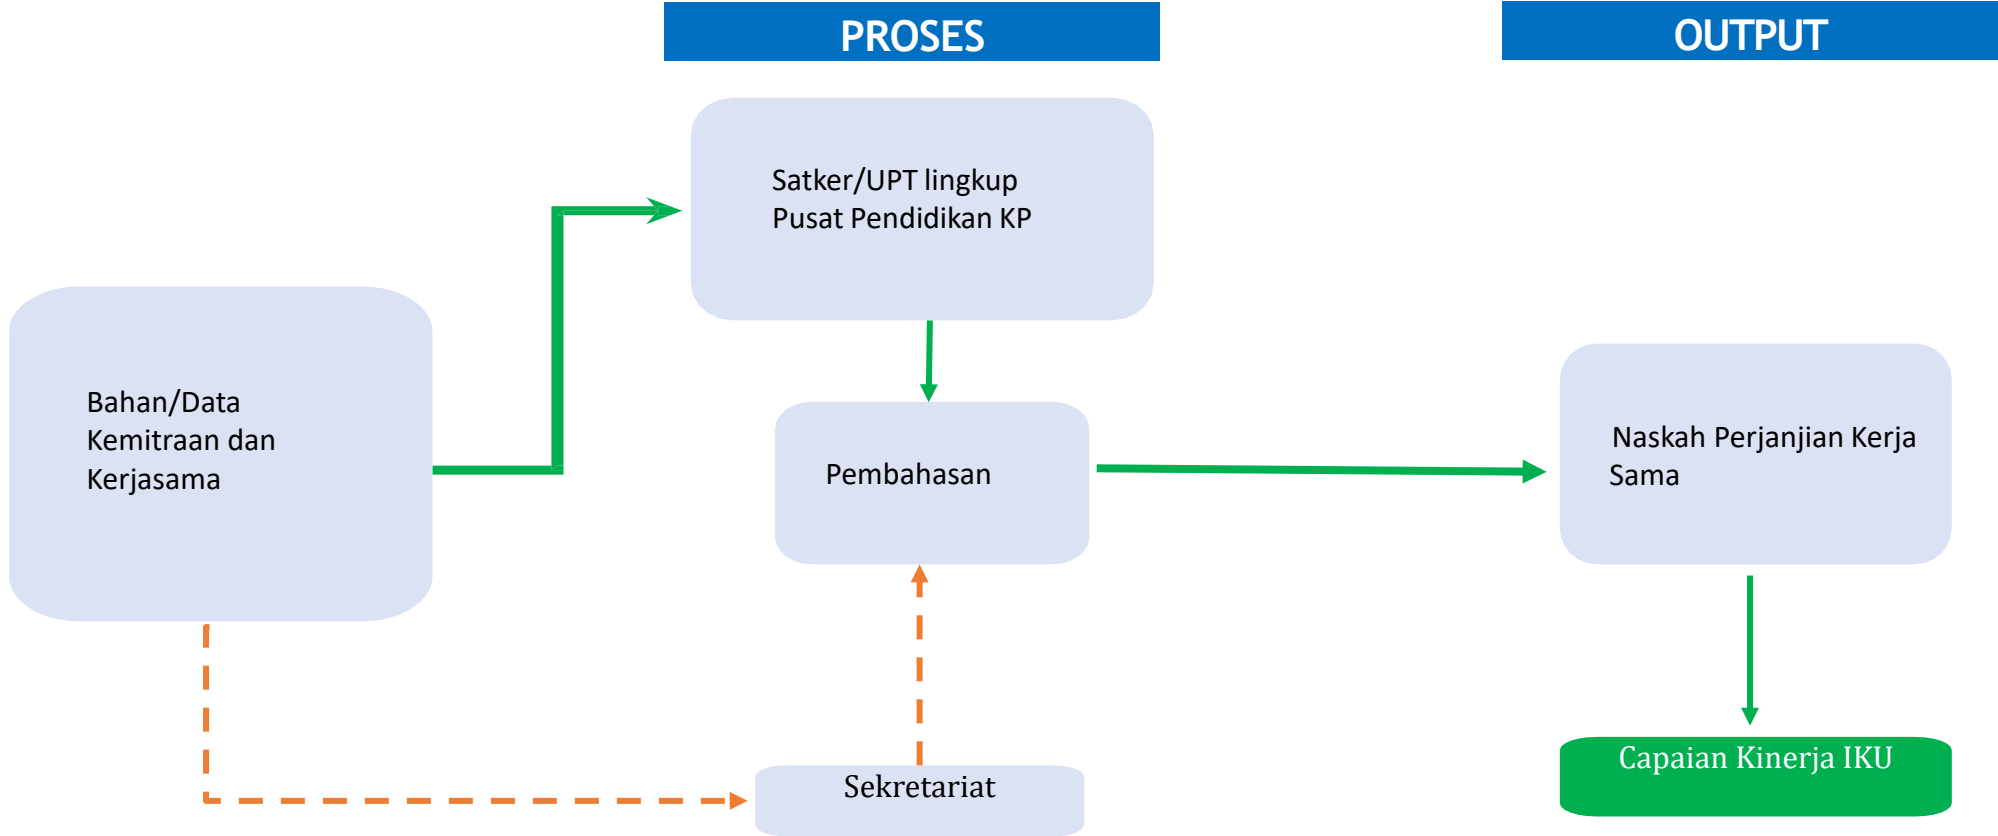 PROSES
OUTPUT
Satker/UPT lingkup
Pusat Pendidikan KP
Bahan/Data
Kemitraan dan
Kerjasama
Pembahasan
Naskah Perjanjian Kerja
Sama
Sekretariat
Capaian Kinerja IKU